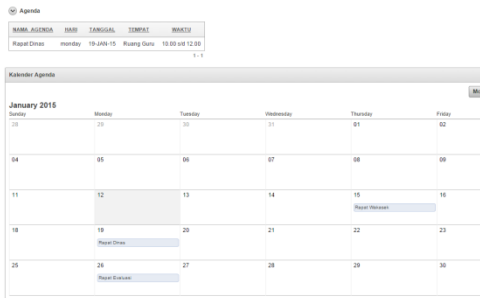 Agenda
NAMA_AGENDA HARI TANGGAL TEMPAT WAKTU
Rapat Dinas monday 19-JAN-15 Ruang Guru 10.00 s/d 12.00
1 - 1
Kalender Agenda
January 2015
Sunday Monday Tuesday Wednesday Thursday Friday
28 29 30 31 01 02
04 05 06 07 08 09
11 12 13 14 15 16
Rapat Wakasek
18 19 20 21 22 23
Rapat Dinas
25 26 27 28 29 30
Rapat Evaluasi